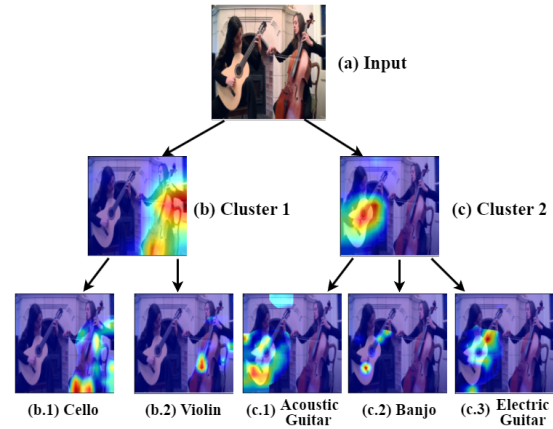 (a) Input
(b) Cluster 1
(c) Cluster 2
(b.1) Cello
(b.2) Violin
(c.1) Acoustic
Guitar
(c.2) Banjo
(c.3) Electric
Guitar